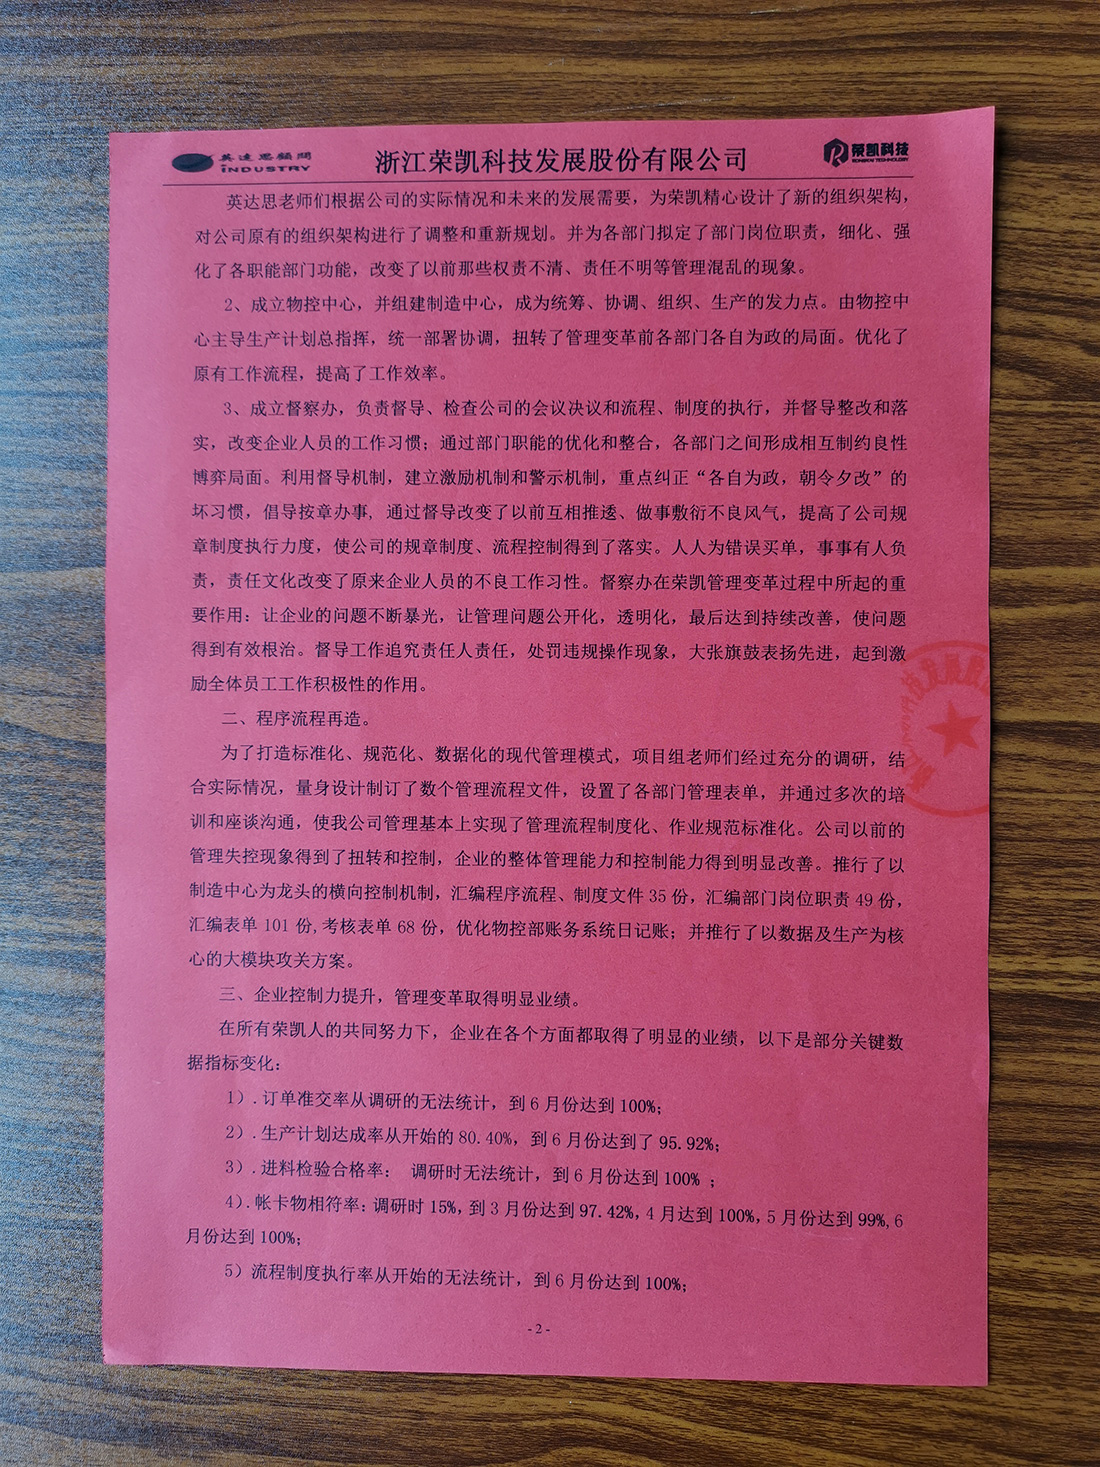 英达思顾问
INDUSTRY
浙江荣凯科技发展股份有限公司
荣凯科技
RONGKAI TECHNOLOGY
英达思老师们根据公司的实际情况和未来的发展需要，为荣凯精心设计了新的组织架构，
对公司原有的组织架构进行了调整和重新规划。并为各部门拟定了部门岗位职责，细化、强
化了各职能部门功能，改变了以前那些权责不清、责任不明等管理混乱的现象。
2、成立物控中心，并组建制造中心，成为统筹、协调、组织、生产的发力点。由物控中
心主导生产计划总指挥，统一部署协调，扭转了管理变革前各部门各自为政的局面。优化了
原有工作流程，提高了工作效率。
3、成立督察办，负责督导、检查公司的会议决议和流程、制度的执行，并督导整改和落
实，改变企业人员的工作习惯；通过部门职能的优化和整合，各部门之间形成相互制约良性
博弈局面。利用督导机制，建立激励机制和警示机制，重点纠正“各自为政，朝令夕改”的
坏习惯，倡导按章办事，通过督导改变了以前互相推透、做事敷衍不良风气，提高了公司规
章制度执行力度，使公司的规章制度、流程控制得到了落实。人人为错误买单，事事有人负
责，责任文化改变了原来企业人员的不良工作习性。督察办在荣凯管理变革过程中所起的重
要作用：让企业的问题不断暴光，让管理问题公开化，透明化，最后达到持续改善，使问题
得到有效根治。督导工作追究责任人责任，处罚违规操作现象，大张旗鼓表扬先进，起到激
励全体员工工作积极性的作用。
二、程序流程再造。
为了打造标准化、规范化、数据化的现代管理模式，项目组老师们经过充分的调研，结
合实际情况，量身设计制订了数个管理流程文件，设置了各部门管理表单，并通过多次的培
训和座谈沟通，使我公司管理基本上实现了管理流程制度化、作业规范标准化。公司以前的
管理失控现象得到了扭转和控制，企业的整体管理能力和控制能力得到明显改善。推行了以
制造中心为龙头的横向控制机制，汇编程序流程、制度文件 35 份，汇编部门岗位职责 49 份，
汇编表单 101 份,考核表单 68 份，优化物控部账务系统日记账；并推行了以数据及生产为核
心的大模块攻关方案。
三、企业控制力提升，管理变革取得明显业绩。
在所有荣凯人的共同努力下，企业在各个方面都取得了明显的业绩，以下是部分关键数
据指标变化：
1）.订单准交率从调研的无法统计，到 6 月份达到 100%；
2）.生产计划达成率从开始的 80.40%，到 6 月份达到了 95.92%；
3）.进料检验合格率： 调研时无法统计，到 6 月份达到 100% ；
4）.帐卡物相符率：调研时 15%，到 3 月份达到 97.42%，4 月达到 100%，5 月份达到 99%,6
月份达到 100%；
5）流程制度执行率从开始的无法统计，到 6 月份达到 100%；
- 2 -